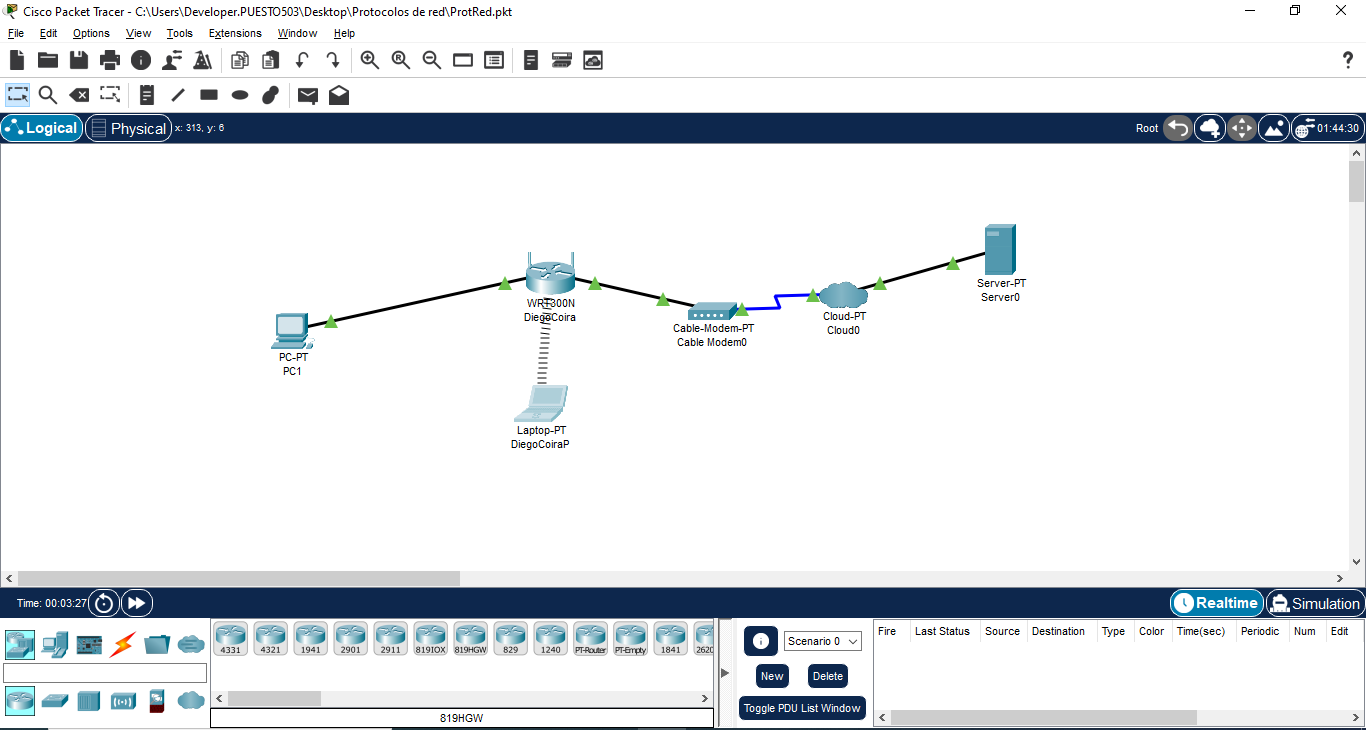 Cisco Packet Tracer - C:\Users\Developer.PUESTO503\Desktop\Protocolos de red\ProtRed.pkt
File Edit Options View Tools Extensions Window Help
Logical Physical x: 313, y: 6 Root 01:44:30
Server-PT
Server0
WRT300N
DiegoCoira
Cloud-PT
Cloud0
Cable-Modem-PT
Cable Modem0
PC-PT
PC1
Laptop-PT
DiegoCoiraP
Time: 00:03:27 Realtime Simulation
4331 4321 1941 2901 2911 819IOX 819HGW 829 1240 PT-Router PT-Empty 1841 2620
819HGW
Scenario 0
New Delete
Toggle PDU List Window
Fire Last Status Source Destination Type Color Time(sec) Periodic Num Edit